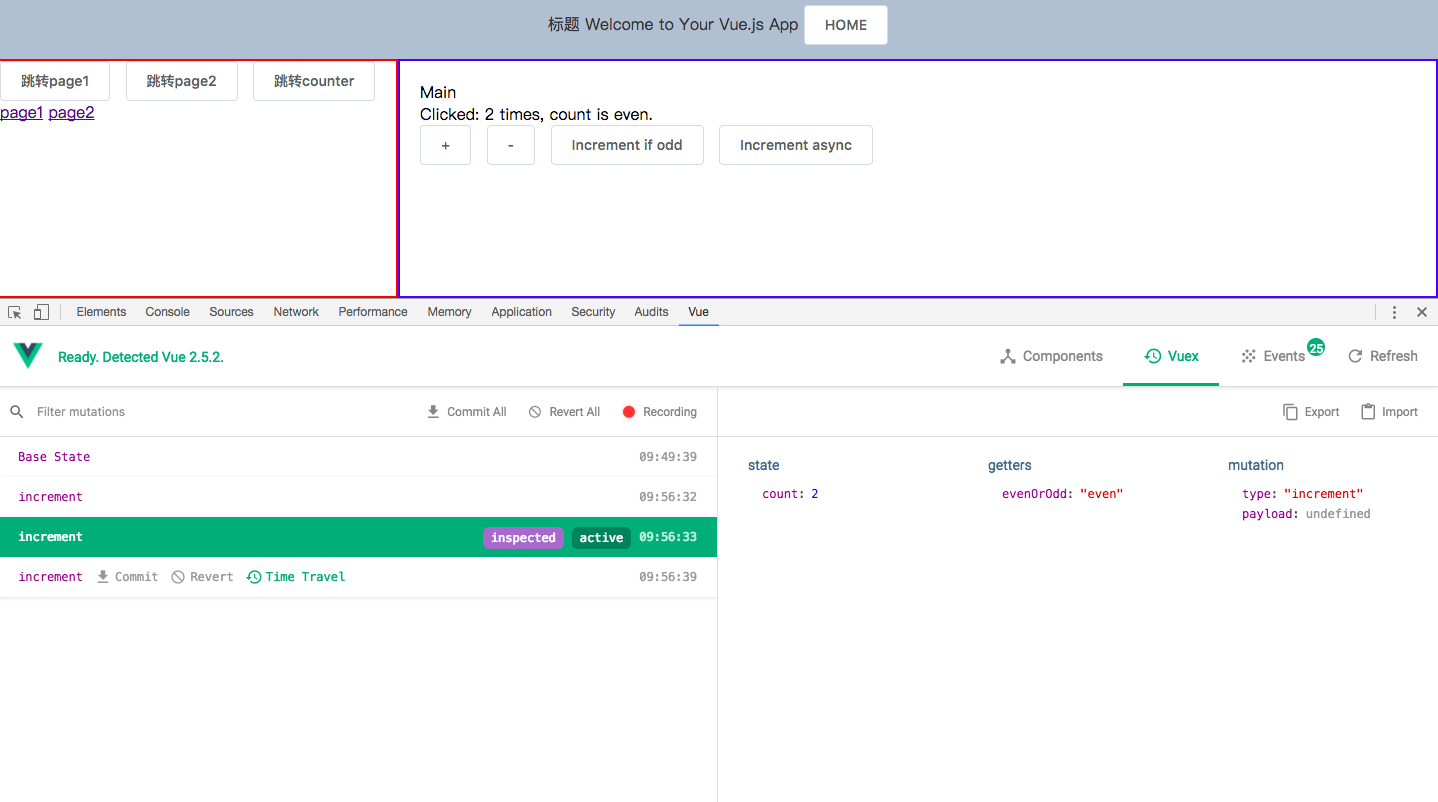 标题 Welcome to Your Vue.js App HOME
跳转page1 跳转page2 跳转counter
page1 page2
Main
Clicked: 2 times, count is even.
+ - Increment if odd Increment async
Elements Console Sources Network Performance Memory Application Security Audits Vue
Ready. Detected Vue 2.5.2. Components Vuex Events 25 Refresh
Filter mutations Commit All Revert All Recording Export Import
Base State 09:49:39
increment 09:56:32
increment inspected active 09:56:33
increment Commit Revert Time Travel 09:56:39
state getters mutation
count: 2 evenOrOdd: "even" type: "increment"
payload: undefined